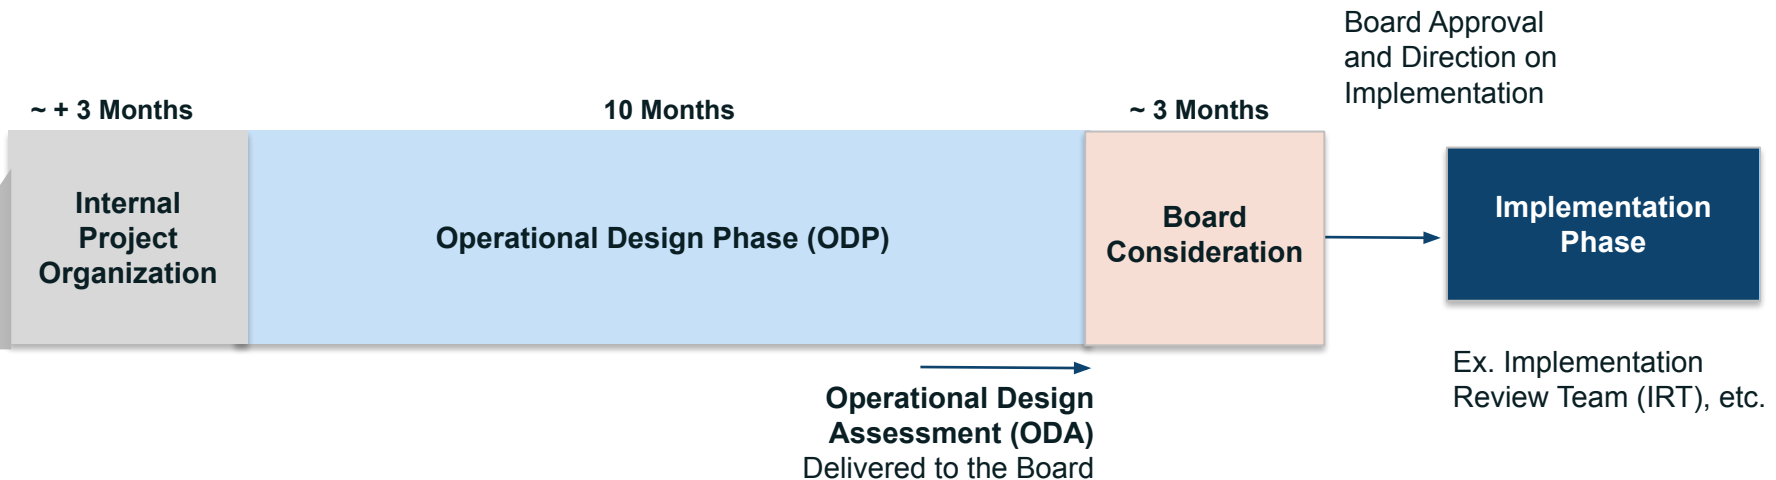 ~ + 3 Months
Internal
Project
Organization
10 Months
Operational Design Phase (ODP)
~ 3 Months
Board
Consideration
Operational Design
Assessment (ODA)
Delivered to the Board
Board Approval
and Direction on
Implementation
Implementation
Phase
Ex. Implementation
Review Team (IRT), etc.